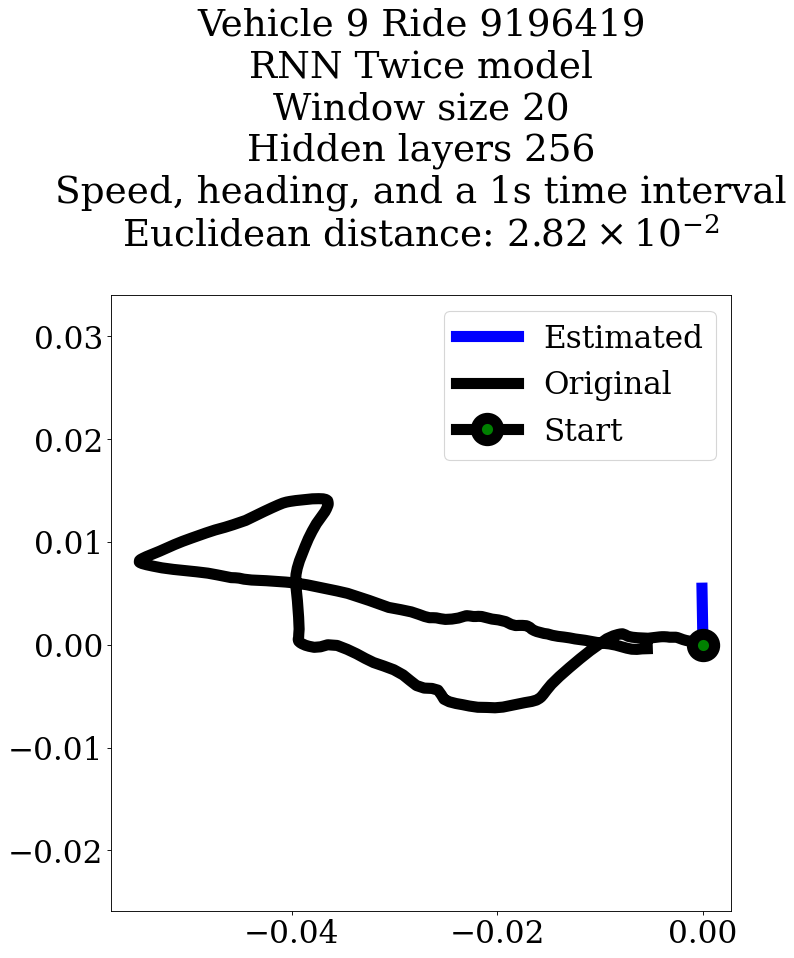 Vehicle 9 Ride 9196419
RNN Twice model
Window size 20
Hidden layers 256
Speed, heading, and a 1s time interval
Euclidean distance: 2.82 × 10⁻²
Estimated
Original
Start
0.03
0.02
0.01
0.00
−0.01
−0.02
−0.04
−0.02
0.00